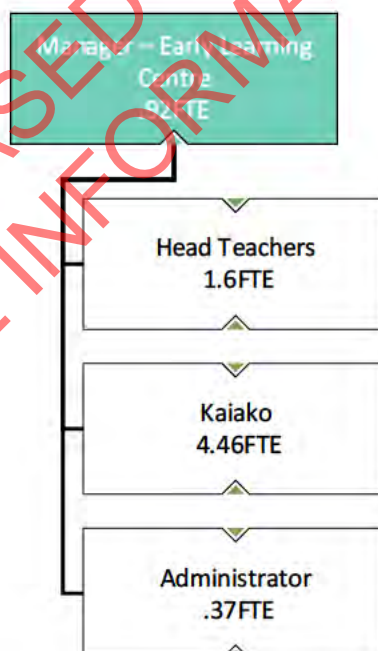 Manager – Early Learning
Centre
.92FTE
Head Teachers
1.6FTE
Kaiako
4.46FTE
Administrator
.37FTE